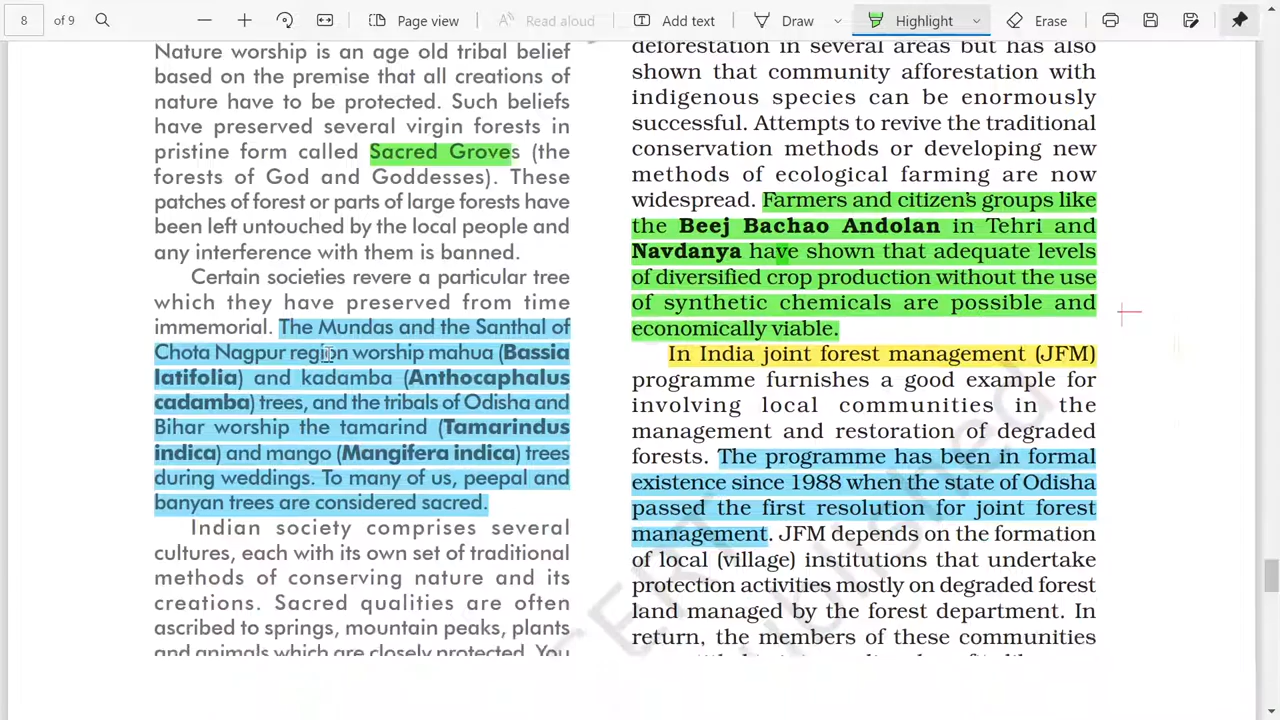 8 of 9 Page view Read aloud Add text Draw Highlight Erase
Nature worship is an age old tribal belief
based on the premise that all creations of
nature have to be protected. Such beliefs
have preserved several virgin forests in
pristine form called Sacred Groves (the
forests of God and Goddesses). These
patches of forest or parts of large forests have
been left untouched by the local people and
any interference with them is banned.
Certain societies revere a particular tree
which they have preserved from time
immemorial. The Mundas and the Santhal of
Chota Nagpur region worship mahua (Bassia
latifolia) and kadamba (Anthocaphalus
cadamba) trees, and the tribals of Odisha and
Bihar worship the tamarind (Tamarindus
indica) and mango (Mangifera indica) trees
during weddings. To many of us, peepal and
banyan trees are considered sacred.
Indian society comprises several
cultures, each with its own set of traditional
methods of conserving nature and its
creations. Sacred qualities are often
ascribed to springs, mountain peaks, plants
and animals which are closely protected. You
deforestation in several areas but has also
shown that community afforestation with
indigenous species can be enormously
successful. Attempts to revive the traditional
conservation methods or developing new
methods of ecological farming are now
widespread. Farmers and citizen's groups like
the Beej Bachao Andolan in Tehri and
Navdanya have shown that adequate levels
of diversified crop production without the use
of synthetic chemicals are possible and
economically viable.
In India joint forest management (JFM)
programme furnishes a good example for
involving local communities in the
management and restoration of degraded
forests. The programme has been in formal
existence since 1988 when the state of Odisha
passed the first resolution for joint forest
management. JFM depends on the formation
of local (village) institutions that undertake
protection activities mostly on degraded forest
land managed by the forest department. In
return, the members of these communities